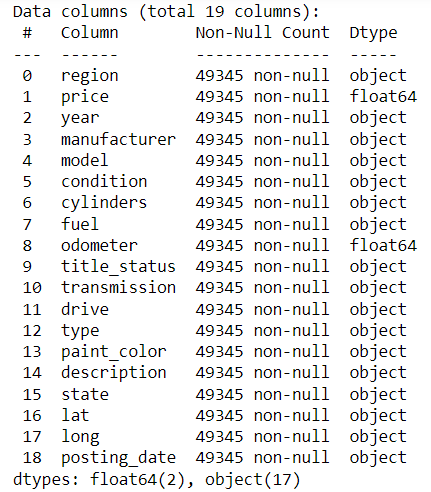 Data columns (total 19 columns):
 #   Column        Non-Null Count  Dtype
---  ------        --------------  -----
 0   region        49345 non-null  object
 1   price         49345 non-null  float64
 2   year          49345 non-null  object
 3   manufacturer  49345 non-null  object
 4   model         49345 non-null  object
 5   condition     49345 non-null  object
 6   cylinders     49345 non-null  object
 7   fuel          49345 non-null  object
 8   odometer      49345 non-null  float64
 9   title_status  49345 non-null  object
 10  transmission  49345 non-null  object
 11  drive         49345 non-null  object
 12  type          49345 non-null  object
 13  paint_color   49345 non-null  object
 14  description   49345 non-null  object
 15  state         49345 non-null  object
 16  lat           49345 non-null  object
 17  long          49345 non-null  object
 18  posting_date  49345 non-null  object
dtypes: float64(2), object(17)